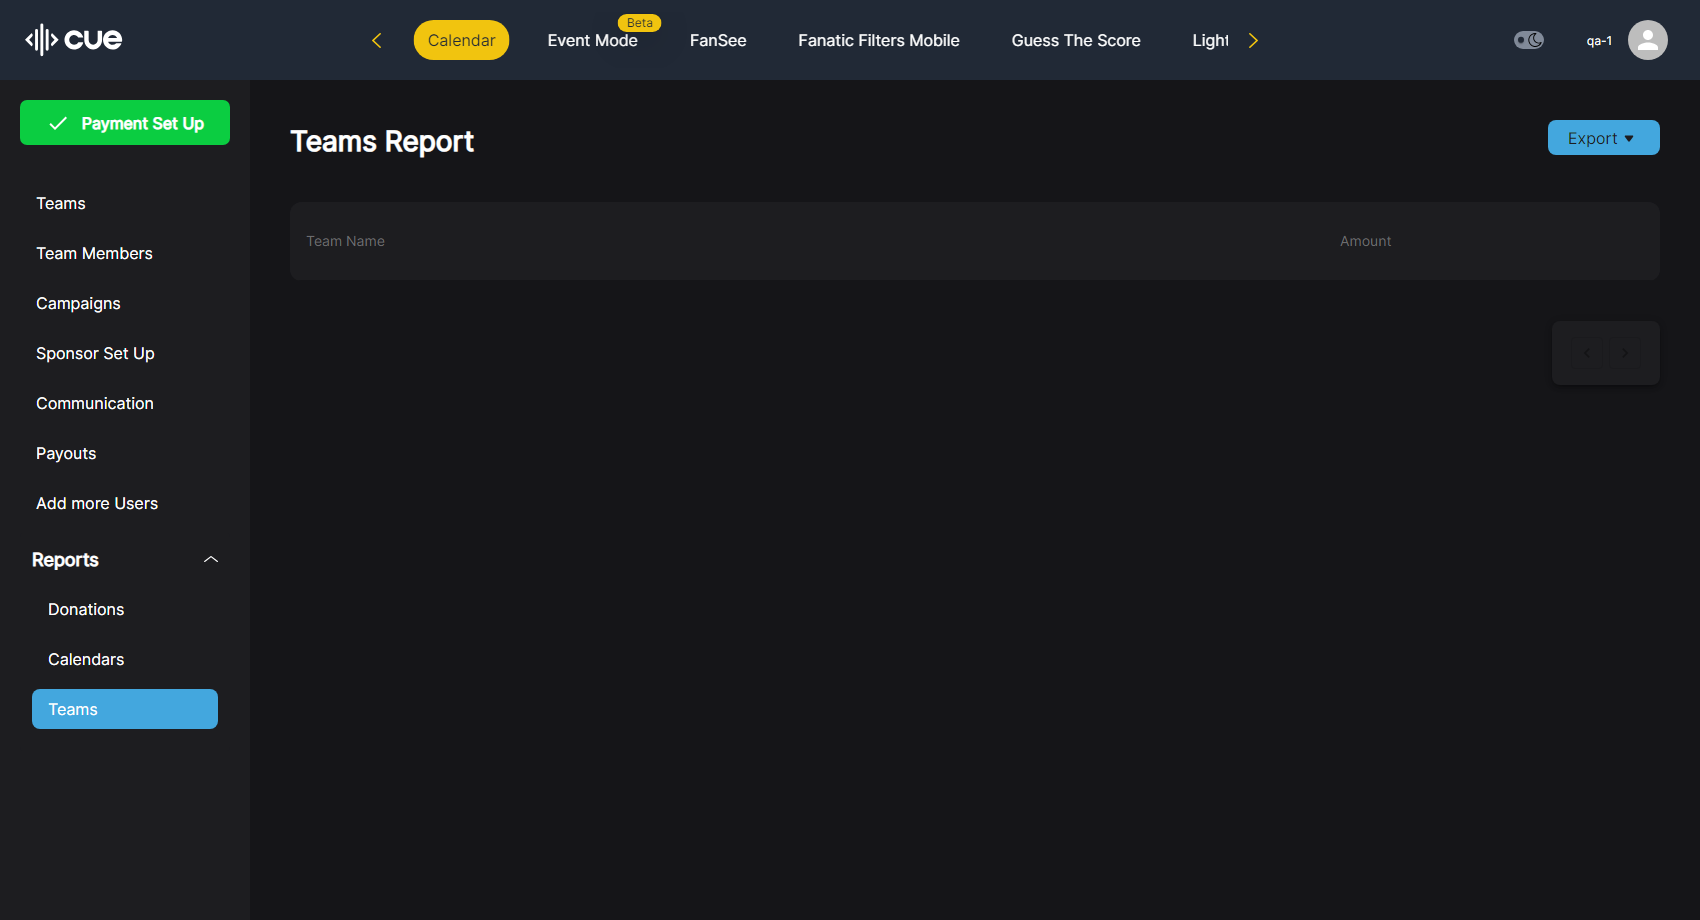 cue
Calendar
Event Mode
Beta
FanSee
Fanatic Filters Mobile
Guess The Score
Light
qa-1
Payment Set Up
Teams
Team Members
Campaigns
Sponsor Set Up
Communication
Payouts
Add more Users
Reports
Donations
Calendars
Teams
Teams Report
Export
Team Name
Amount